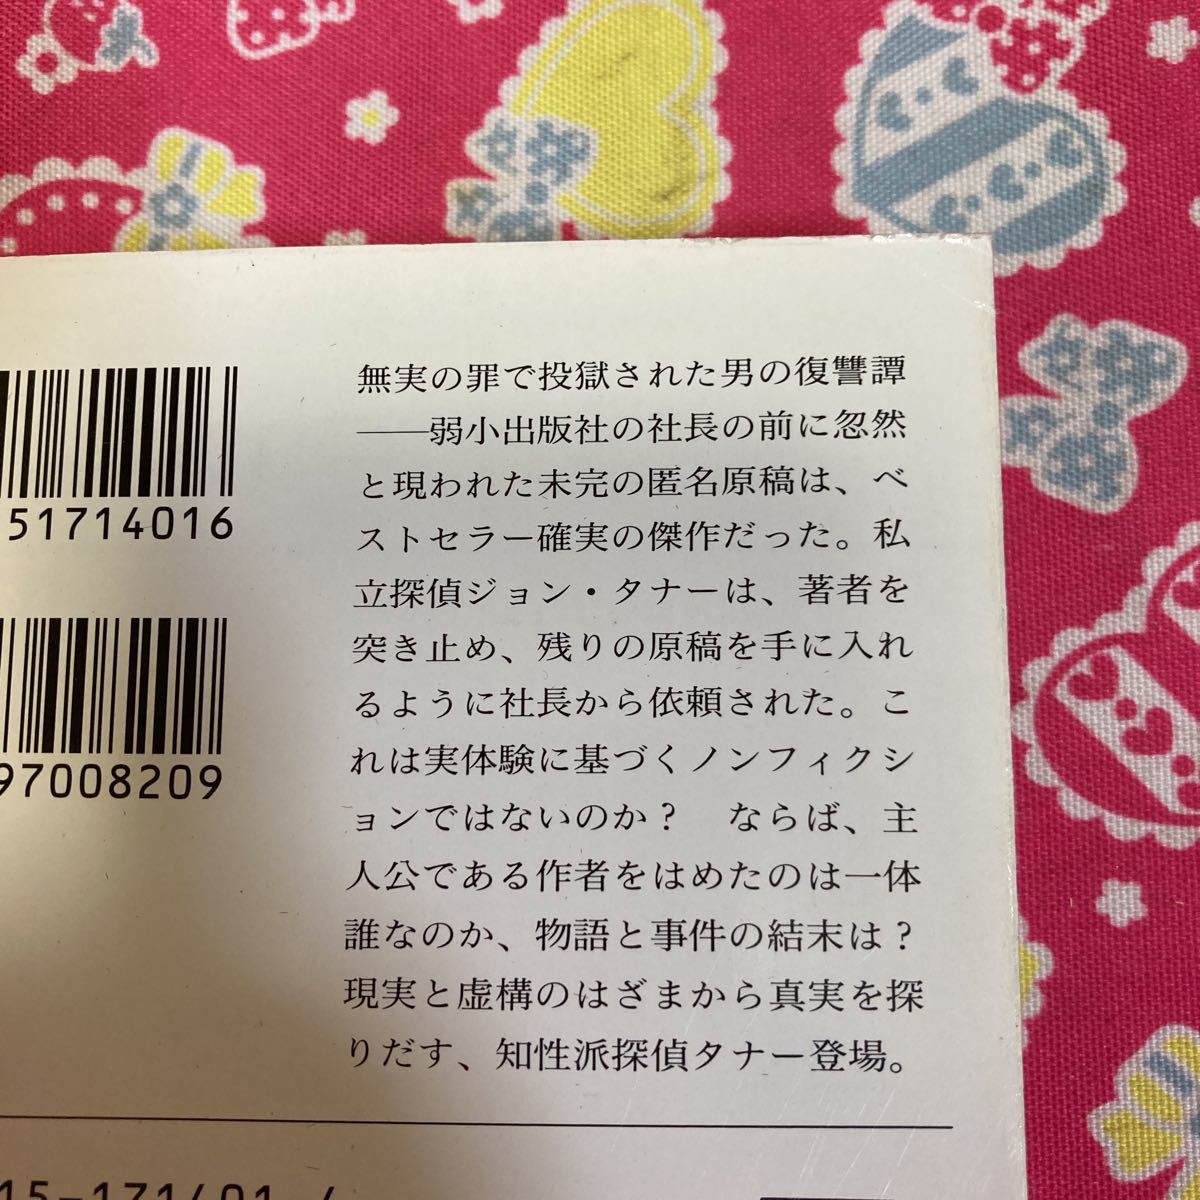 無実の罪で投獄された男の復讐譚
――弱小出版社の社長の前に忽然
と現われた未完の匿名原稿は、ベ
ストセラー確実の傑作だった。私
立探偵ジョン・タナーは、著者を
突き止め、残りの原稿を手に入れ
るように社長から依頼された。こ
れは実体験に基づくノンフィクシ
ョンではないのか？　ならば、主
人公である作者をはめたのは一体
誰なのか、物語と事件の結末は？
現実と虚構のはざまから真実を探
りだす、知性派探偵タナー登場。
51714016
97008209
15-171401-4